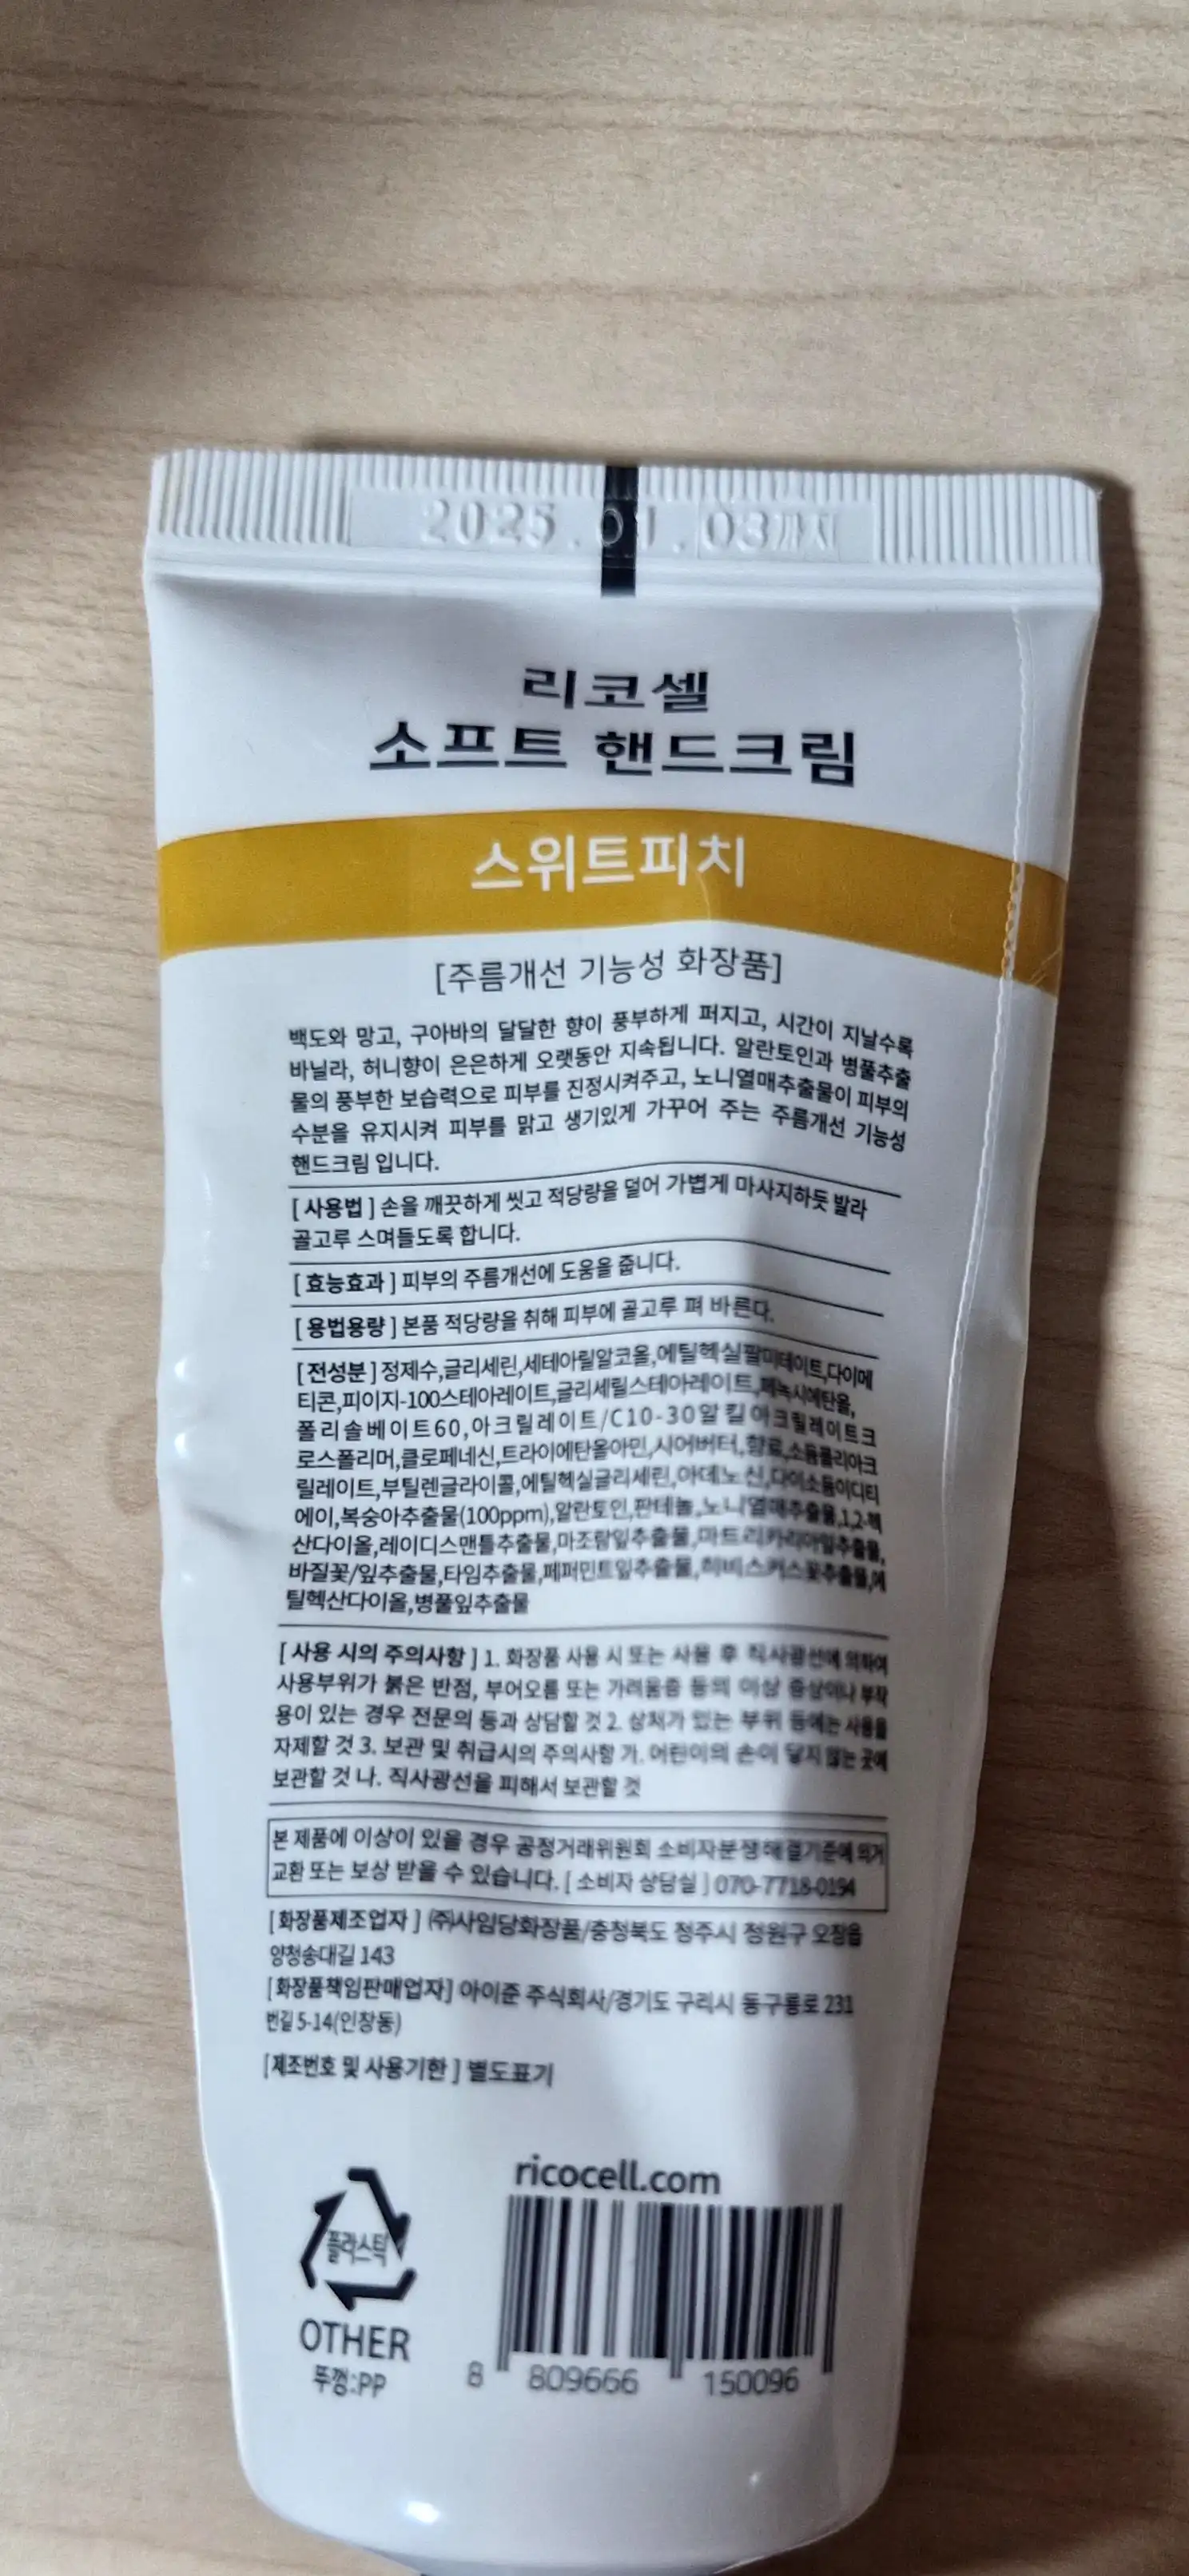 2025.01.03까지
리코셀
소프트 핸드크림
스위트피치
[주름개선 기능성 화장품]
백도와 망고, 구아바의 달달한 향이 풍부하게 퍼지고, 시간이 지날수록
바닐라, 허니향이 은은하게 오랫동안 지속됩니다. 알란토인과 병풀추출
물의 풍부한 보습력으로 피부를 진정시켜주고, 노니열매추출물이 피부의
수분을 유지시켜 피부를 맑고 생기있게 가꾸어 주는 주름개선 기능성
핸드크림 입니다.
[ 사용법 ] 손을 깨끗하게 씻고 적당량을 덜어 가볍게 마사지하듯 발라
골고루 스며들도록 합니다.
[ 효능효과 ] 피부의 주름개선에 도움을 줍니다.
[ 용법용량 ] 본품 적당량을 취해 피부에 골고루 펴 바른다.
[ 전성분 ] 정제수,글리세린,세테아릴알코올,에틸헥실팔미테이트,다이메
티콘,피이지-100스테아레이트,글리세릴스테아레이트,페녹시에탄올,
폴리솔베이트60,아크릴레이트/C10-30알킬아크릴레이트크
로스폴리머,클로페네신,트라이에탄올아민,시어버터,향료,소듐폴리아크
릴레이트,부틸렌글라이콜,에틸헥실글리세린,아데노신,다이소듐이디티
에이,복숭아추출물(100ppm),알란토인,판테놀,노니열매추출물,1,2-헥
산다이올,레이디스맨틀추출물,마조람잎추출물,마트리카리아잎추출물,
바질꽃/잎추출물,타임추출물,페퍼민트잎추출물,히비스커스꽃추출물,에
틸헥산다이올,병풀잎추출물
[ 사용 시의 주의사항 ] 1. 화장품 사용 시 또는 사용 후 직사광선에 의하여
사용부위가 붉은 반점, 부어오름 또는 가려움증 등의 이상 증상이나 부작
용이 있는 경우 전문의 등과 상담할 것 2. 상처가 있는 부위 등에는 사용을
자제할 것 3. 보관 및 취급시의 주의사항 가. 어린이의 손이 닿지 않는 곳에
보관할 것 나. 직사광선을 피해서 보관할 것
본 제품에 이상이 있을 경우 공정거래위원회 소비자분쟁해결기준에 의거
교환 또는 보상 받을 수 있습니다. [ 소비자 상담실 ] 070-7718-0194
[ 화장품제조업자 ] ㈜사임당화장품/충청북도 청주시 청원구 오창읍
양청송대길 143
[화장품책임판매업자] 아이준 주식회사/경기도 구리시 동구릉로 231
번길 5-14(인창동)
[제조번호 및 사용기한 ] 별도표기
ricocell.com
플라스틱
OTHER
뚜껑:PP
8 809666 150096